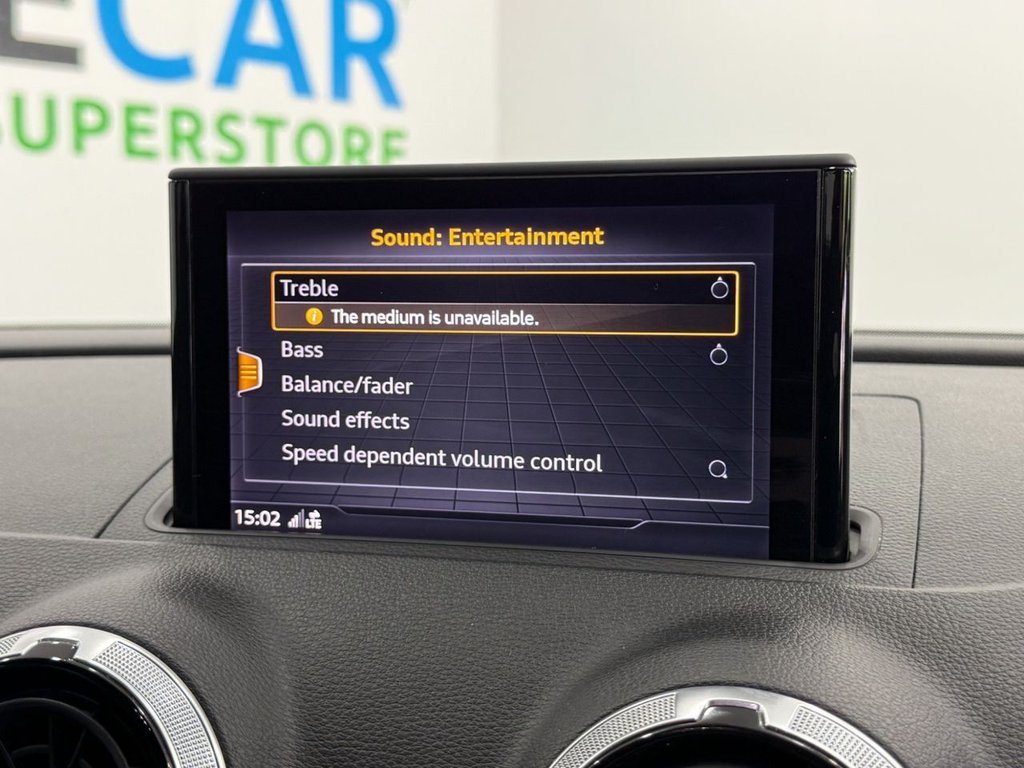 ECAR
SUPERSTORE
Sound: Entertainment
Treble
The medium is unavailable.
Bass
Balance/fader
Sound effects
Speed dependent volume control
15:02 LTE